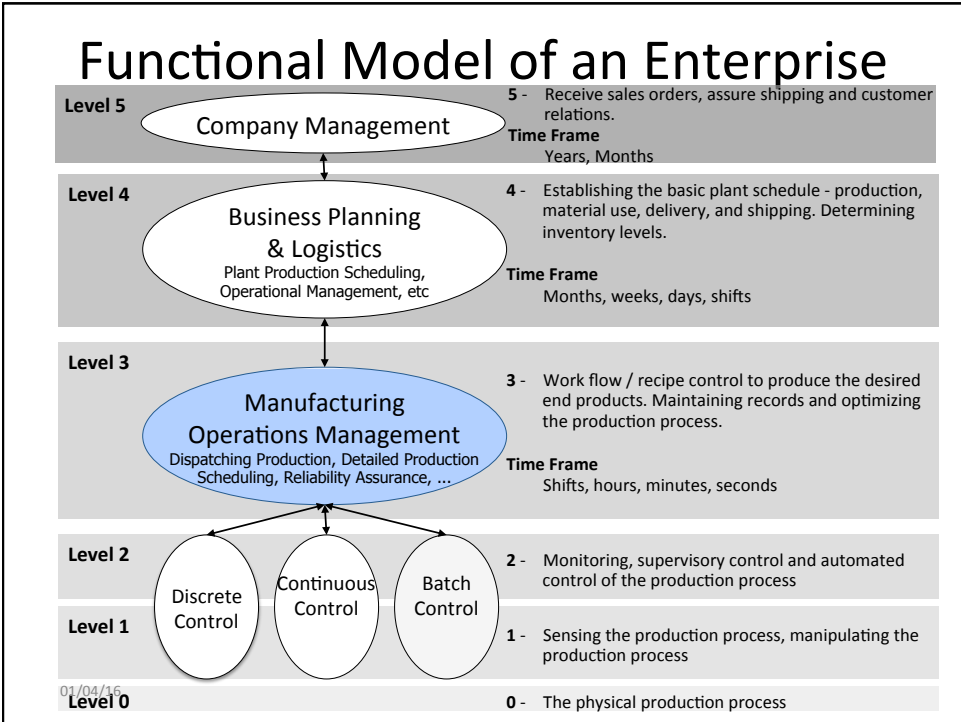 Functional Model of an Enterprise
Level 5
Company Management
5 - Receive sales orders, assure shipping and customer
relations.
Time Frame
Years, Months
Level 4
Business Planning
& Logistics
Plant Production Scheduling,
Operational Management, etc
4 - Establishing the basic plant schedule - production,
material use, delivery, and shipping. Determining
inventory levels.
Time Frame
Months, weeks, days, shifts
Level 3
Manufacturing
Operations Management
Dispatching Production, Detailed Production
Scheduling, Reliability Assurance, ...
3 - Work flow / recipe control to produce the desired
end products. Maintaining records and optimizing
the production process.
Time Frame
Shifts, hours, minutes, seconds
Level 2
Discrete
Control
Continuous
Control
Batch
Control
2 - Monitoring, supervisory control and automated
control of the production process
Level 1
1 - Sensing the production process, manipulating the
production process
01/04/16
Level 0
0 - The physical production process